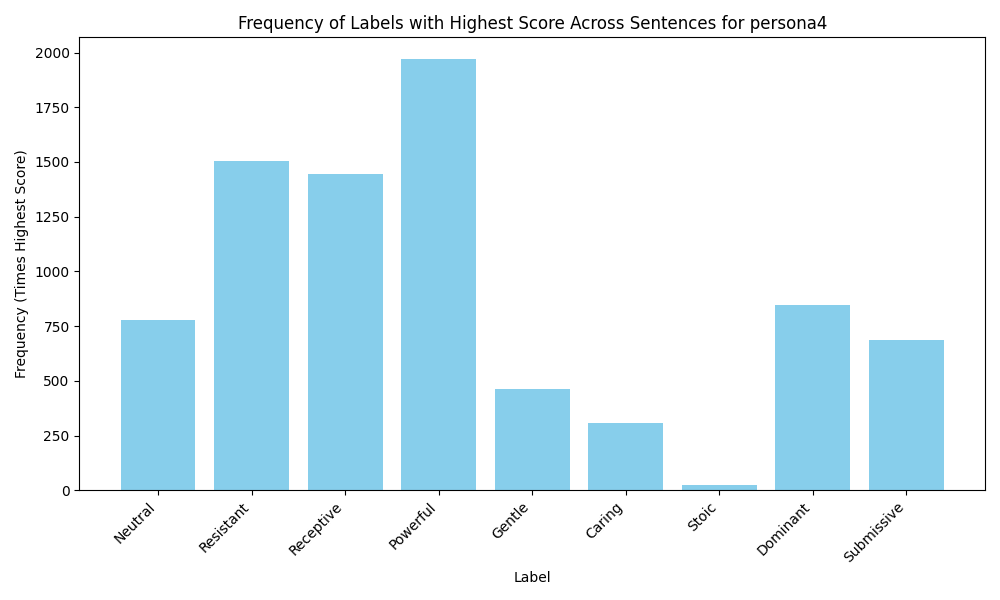 Frequency of Labels with Highest Score Across Sentences for persona4
Frequency (Times Highest Score)
2000
1750
1500
1250
1000
750
500
250
0
Neutral
Resistant
Receptive
Powerful
Gentle
Caring
Stoic
Dominant
Submissive
Label